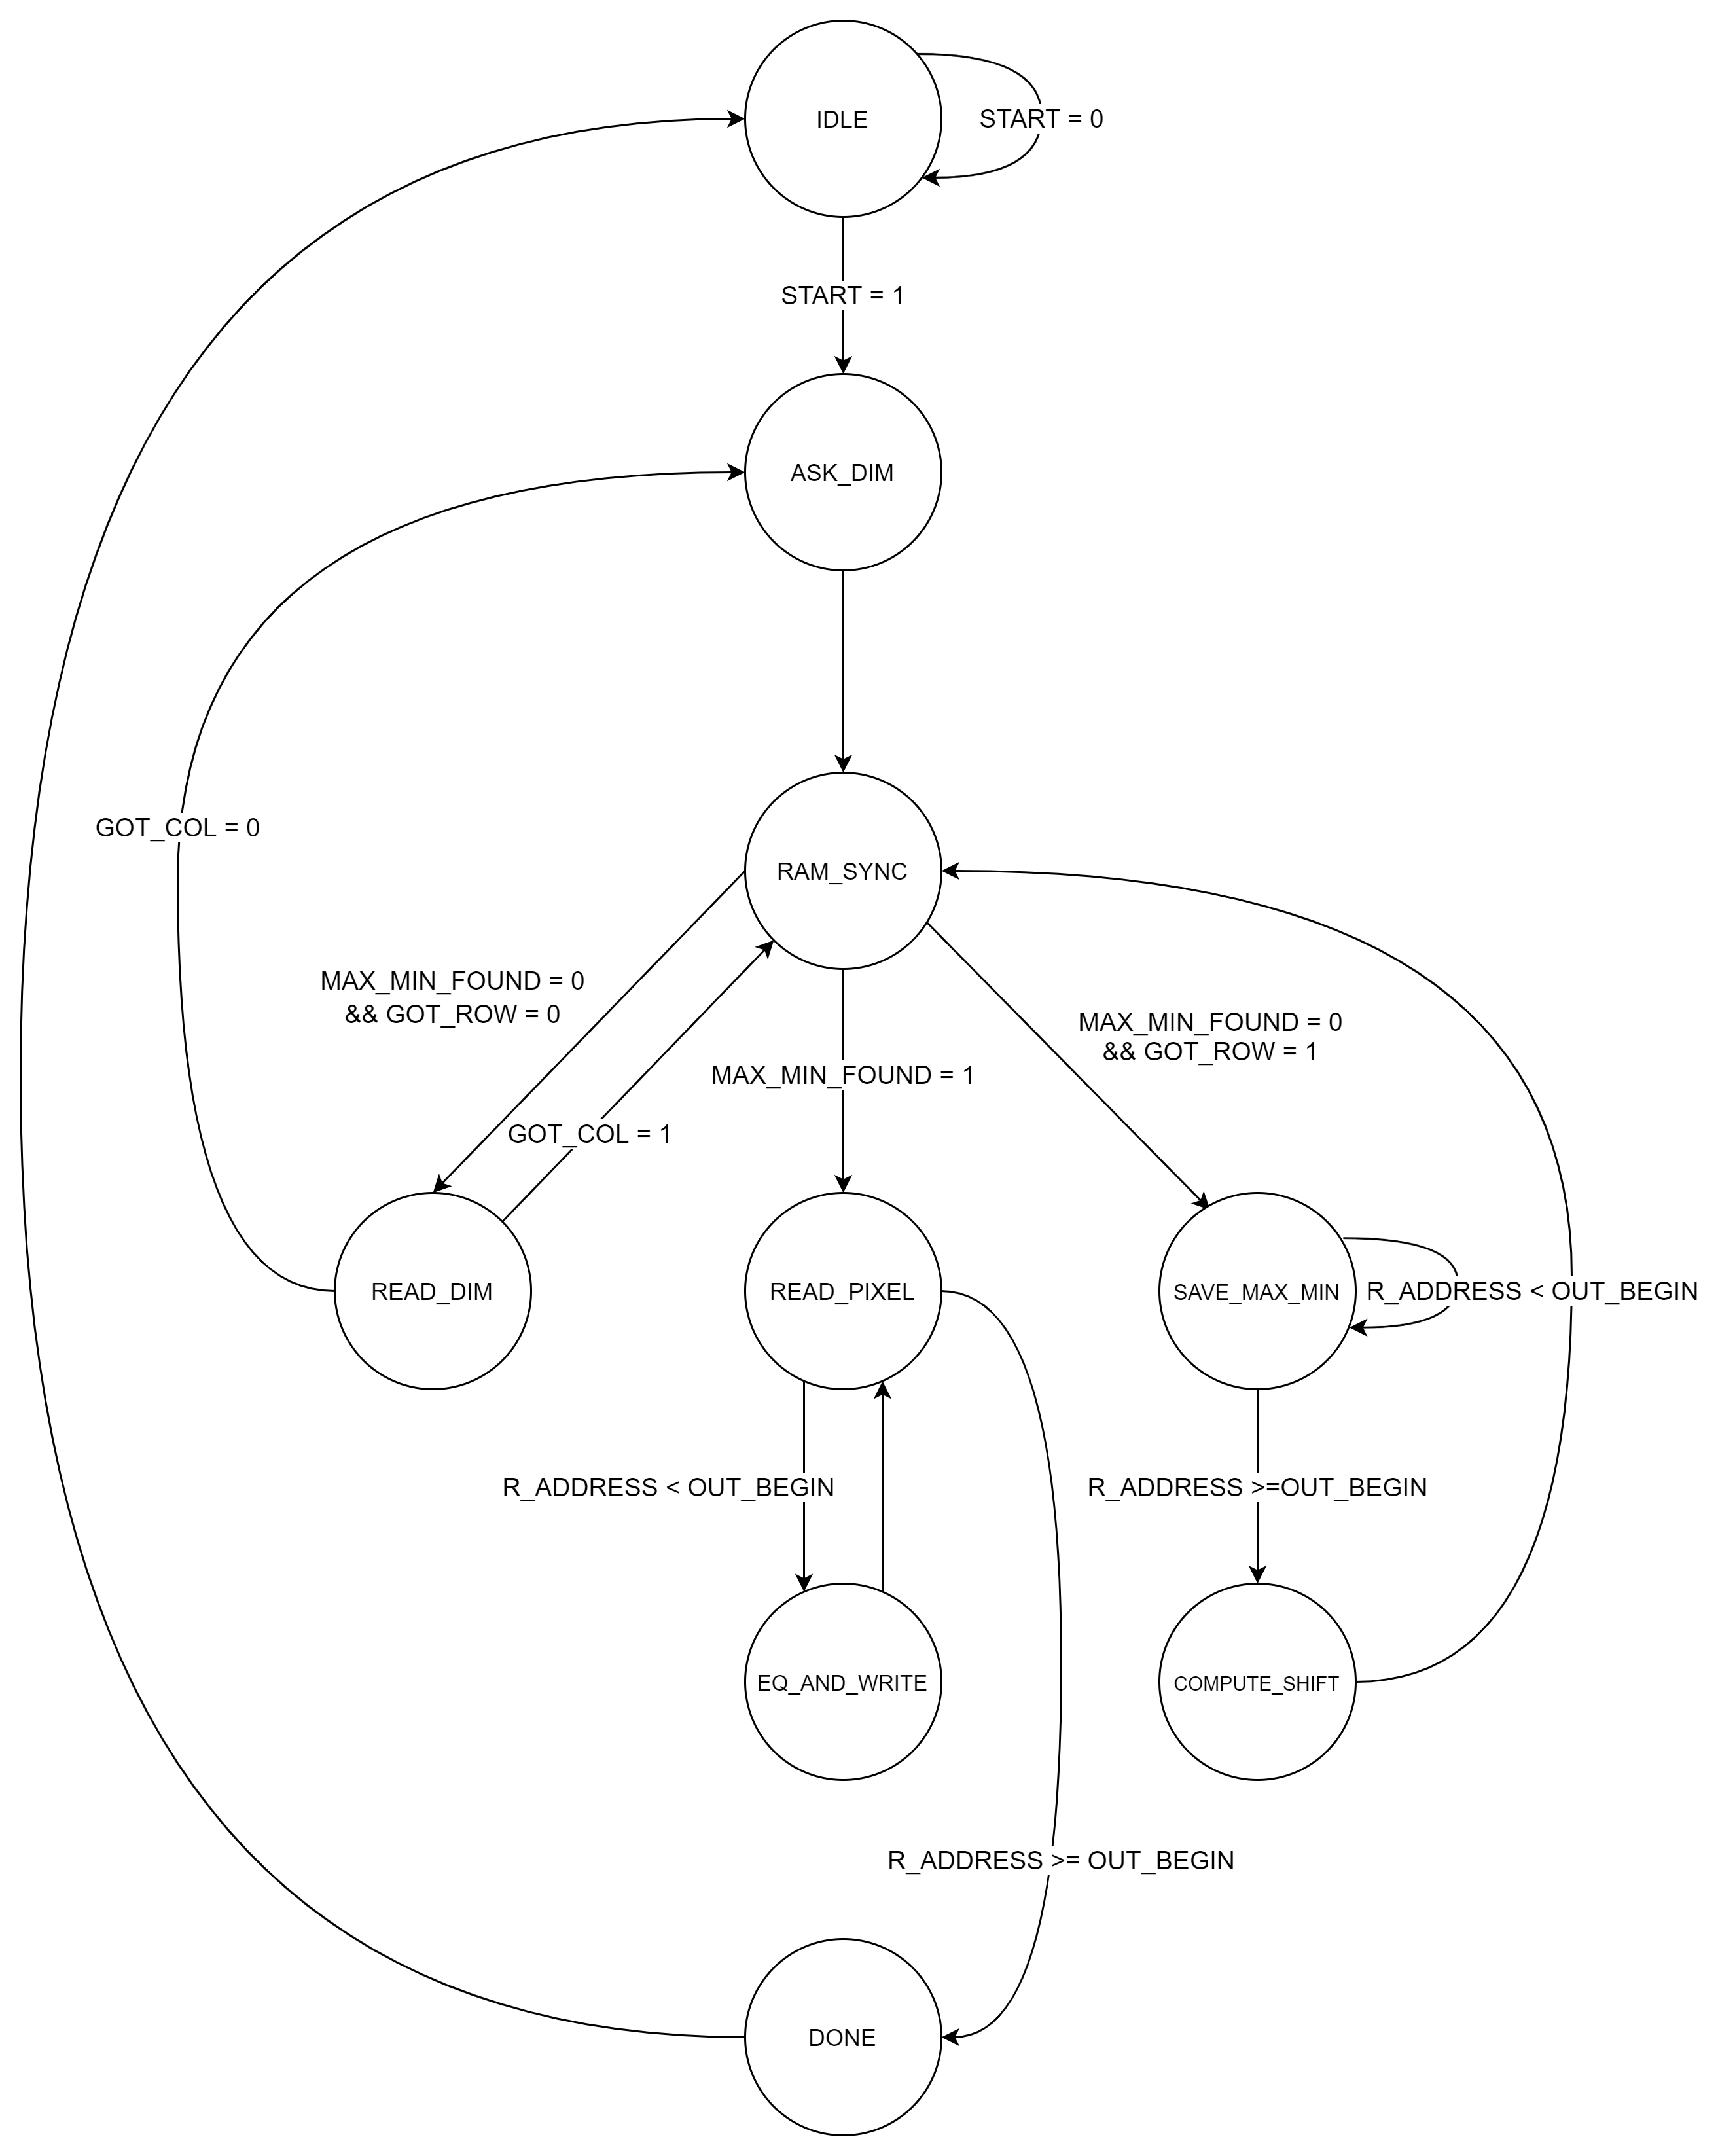 IDLE
START = 0
START = 1
ASK_DIM
GOT_COL = 0
RAM_SYNC
MAX_MIN_FOUND = 0
&& GOT_ROW = 0
MAX_MIN_FOUND = 0
&& GOT_ROW = 1
MAX_MIN_FOUND = 1
GOT_COL = 1
READ_DIM
READ_PIXEL
SAVE_MAX_MIN
R_ADDRESS < OUT_BEGIN
R_ADDRESS < OUT_BEGIN
R_ADDRESS >=OUT_BEGIN
EQ_AND_WRITE
COMPUTE_SHIFT
R_ADDRESS >= OUT_BEGIN
DONE